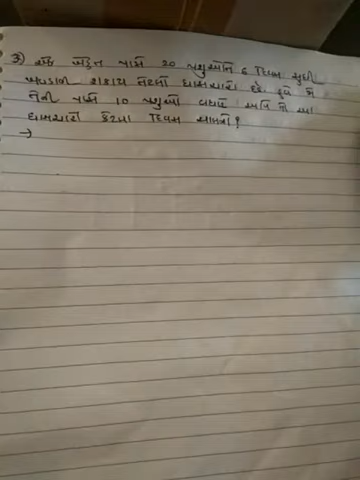 3) એક ખેડૂત પાસે 20 પશુઓને 6 દિવસ સુધી
ખવડાવી શકાય તેટલો ઘાસચારો છે. હવે જો
તેની પાસે 10 પશુઓ વધારે આવે તો આ
ઘાસચારો કેટલા દિવસ ચાલશે?
→